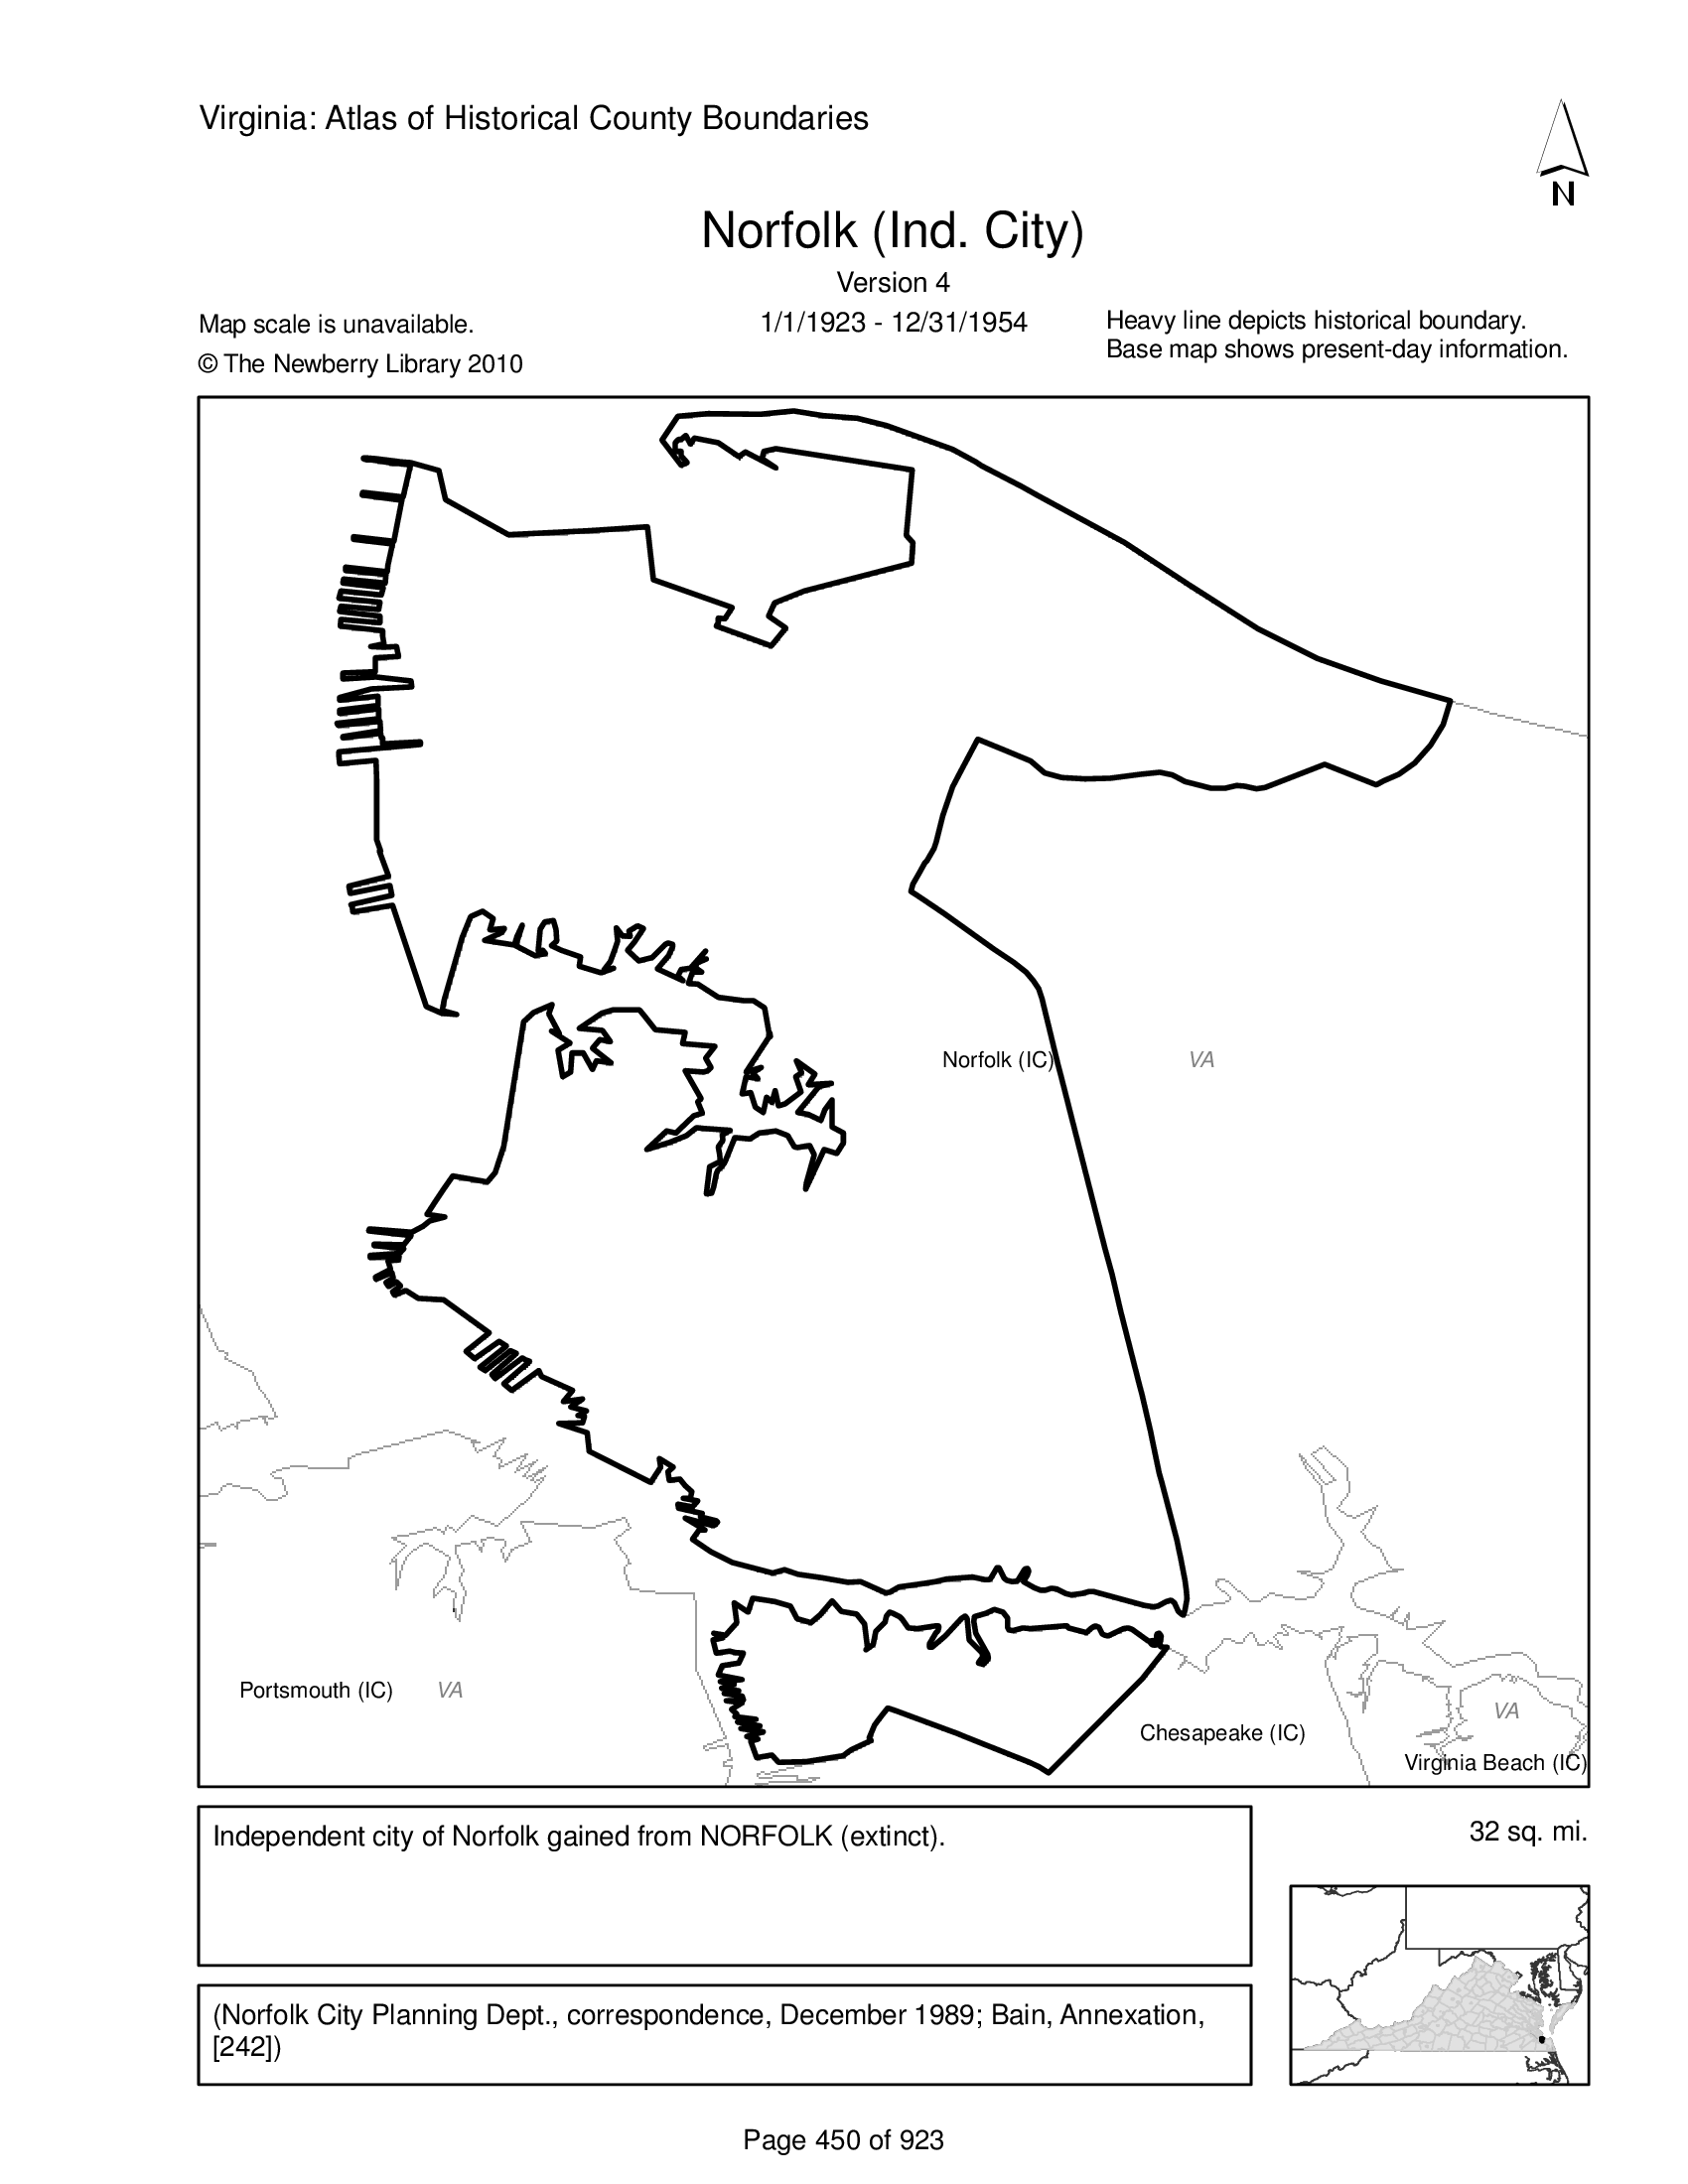 Virginia: Atlas of Historical County Boundaries
N
Norfolk (Ind. City)
Version 4
1/1/1923 - 12/31/1954
Map scale is unavailable.
© The Newberry Library 2010
Heavy line depicts historical boundary.
Base map shows present-day information.
Norfolk (IC)
VA
Portsmouth (IC)
VA
Chesapeake (IC)
VA
Virginia Beach (IC)
Independent city of Norfolk gained from NORFOLK (extinct).
32 sq. mi.
(Norfolk City Planning Dept., correspondence, December 1989; Bain, Annexation,
[242])
Page 450 of 923